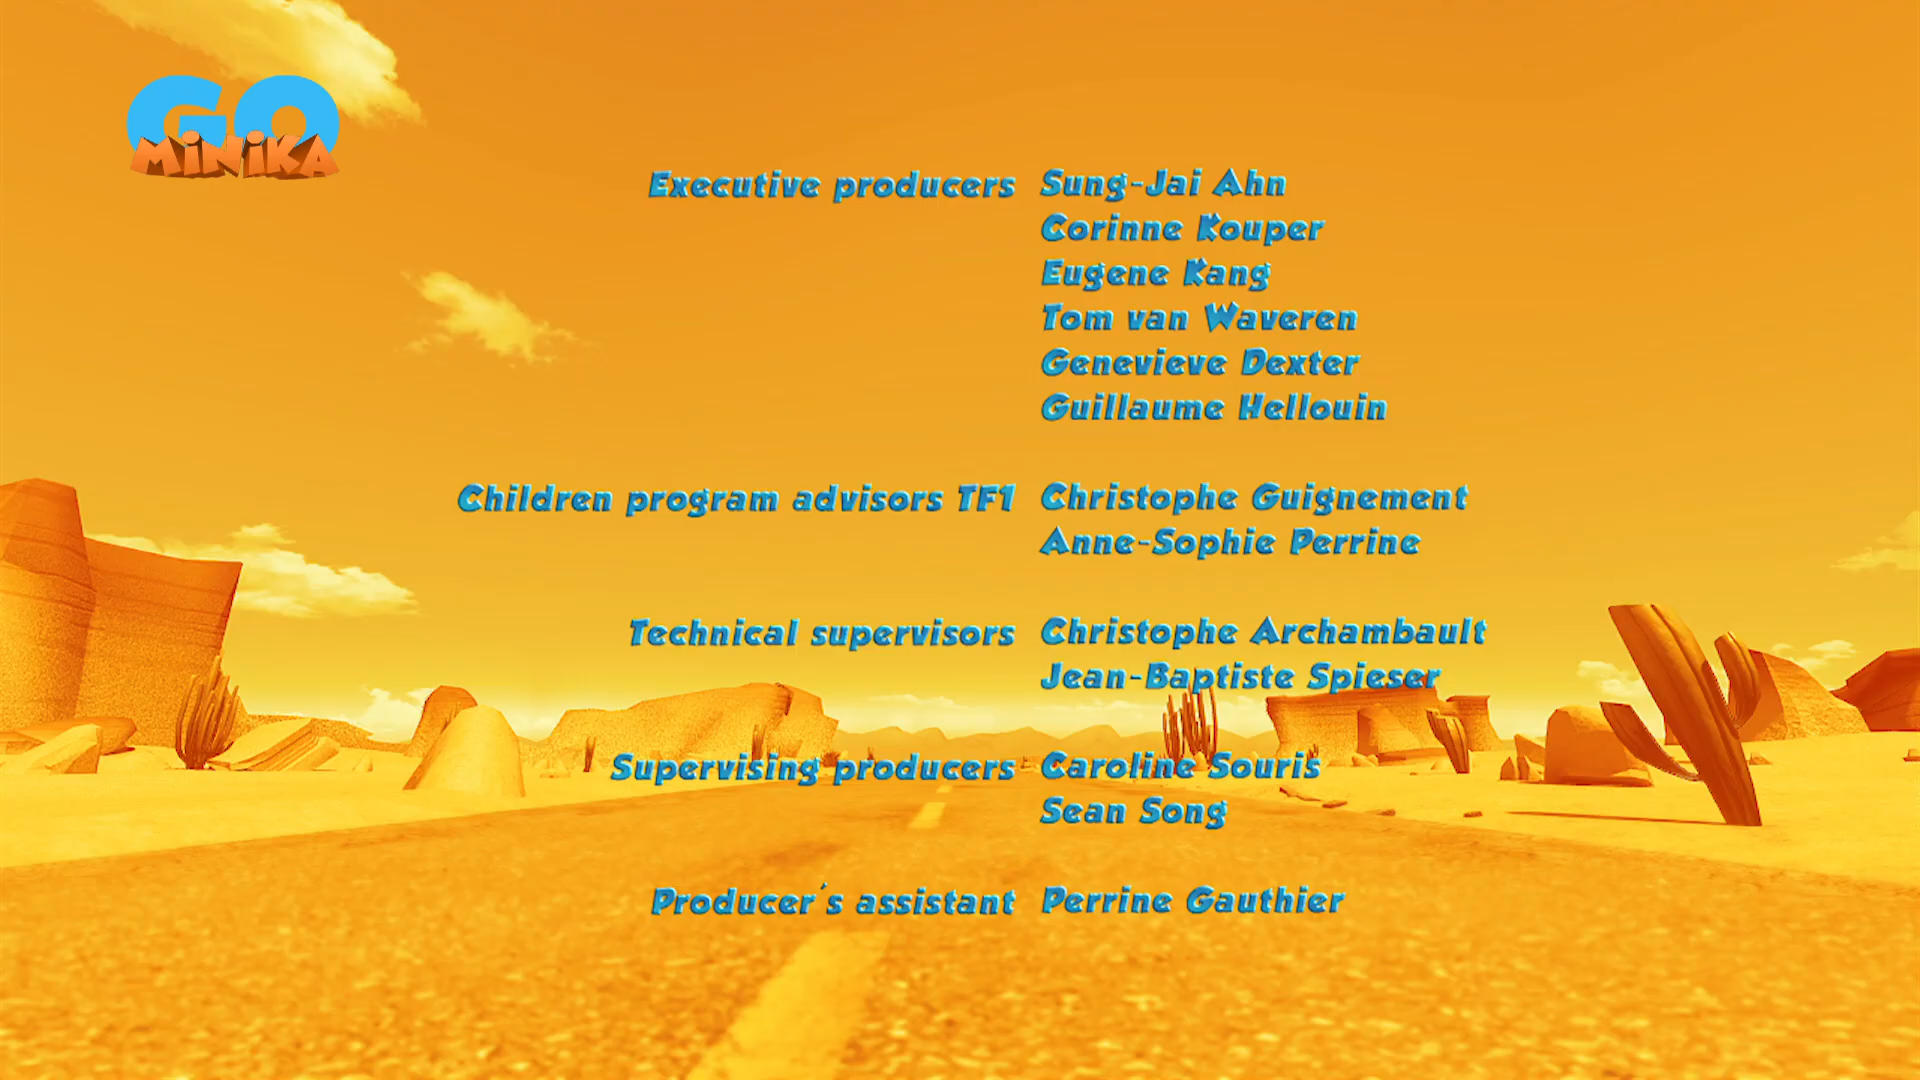 GO
MiNiKA
Executive producers Sung-Jai Ahn
Corinne Kouper
Eugene Kang
Tom van Waveren
Genevieve Dexter
Guillaume Hellouin
Children program advisors TF1 Christophe Guignement
Anne-Sophie Perrine
Technical supervisors Christophe Archambault
Jean-Baptiste Spieser
Supervising producers Caroline Souris
Sean Song
Producer's assistant Perrine Gauthier